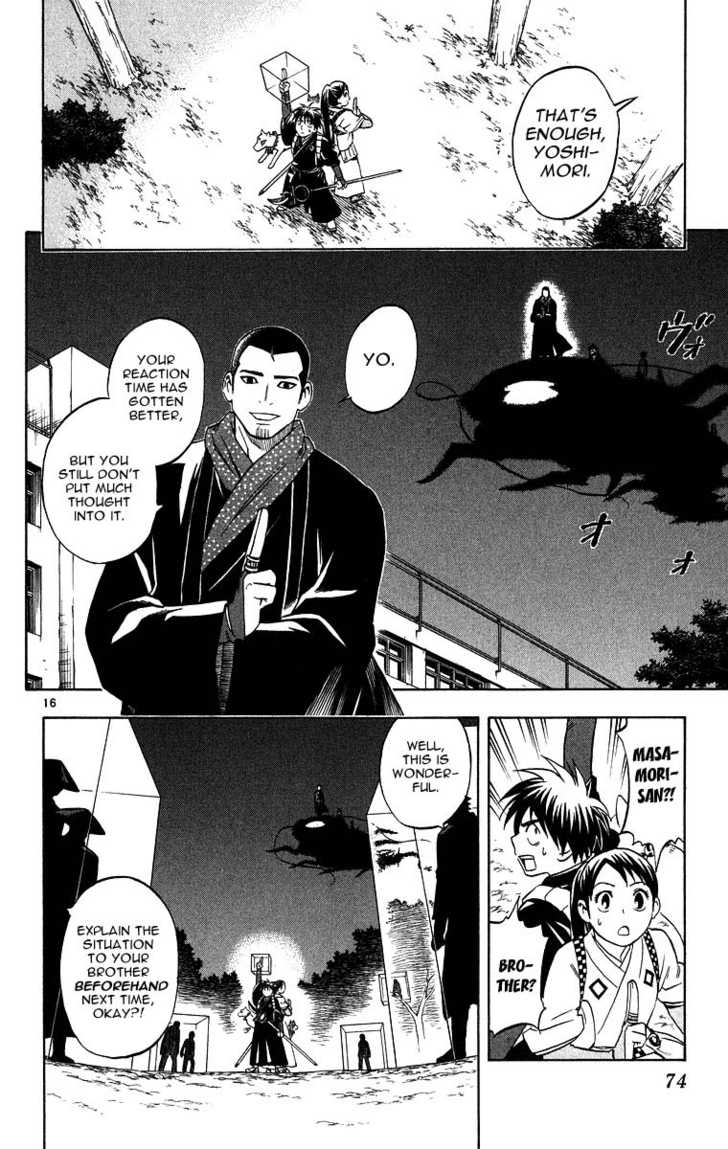 THAT'S
ENOUGH,
YOSHI-
MORI.
YO.
ヴォ
YOUR
REACTION
TIME HAS
GOTTEN
BETTER,
BUT YOU
STILL DON'T
PUT MUCH
THOUGHT
INTO IT.
オ
オ
16
MASA-
MORI-
SAN?!
BRO-
THER?
WELL,
THIS IS
WONDER-
FUL.
EXPLAIN THE
SITUATION
TO YOUR
BROTHER
BEFOREHAND
NEXT TIME,
OKAY?!
74